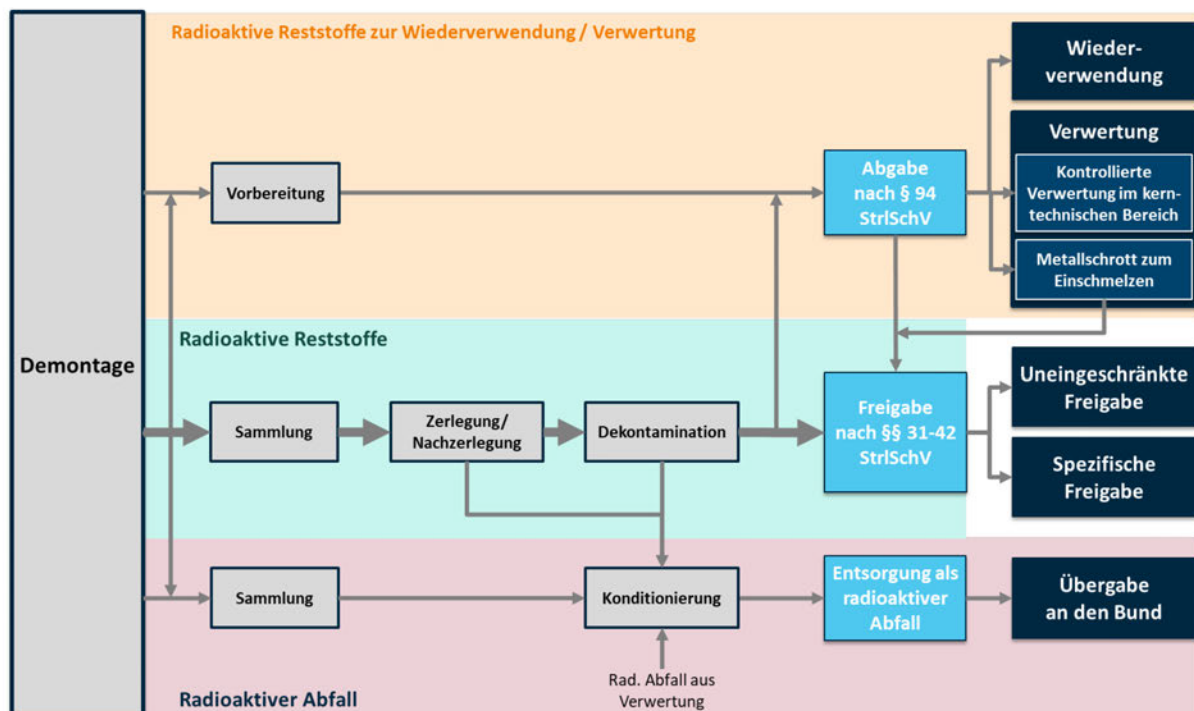 Radioaktive Reststoffe zur Wiederverwendung / Verwertung
Wieder-
verwendung
Verwertung
Kontrollierte
Verwertung im kern-
technischen Bereich
Metallschrott zum
Einschmelzen
Vorbereitung
Abgabe
nach § 94
StrlSchV
Demontage
Radioaktive Reststoffe
Sammlung
Zerlegung/
Nachzerlegung
Dekontamination
Freigabe
nach §§ 31-42
StrlSchV
Uneingeschränkte
Freigabe
Spezifische
Freigabe
Sammlung
Konditionierung
Entsorgung als
radioaktiver
Abfall
Übergabe
an den Bund
Rad. Abfall aus
Verwertung
Radioaktiver Abfall